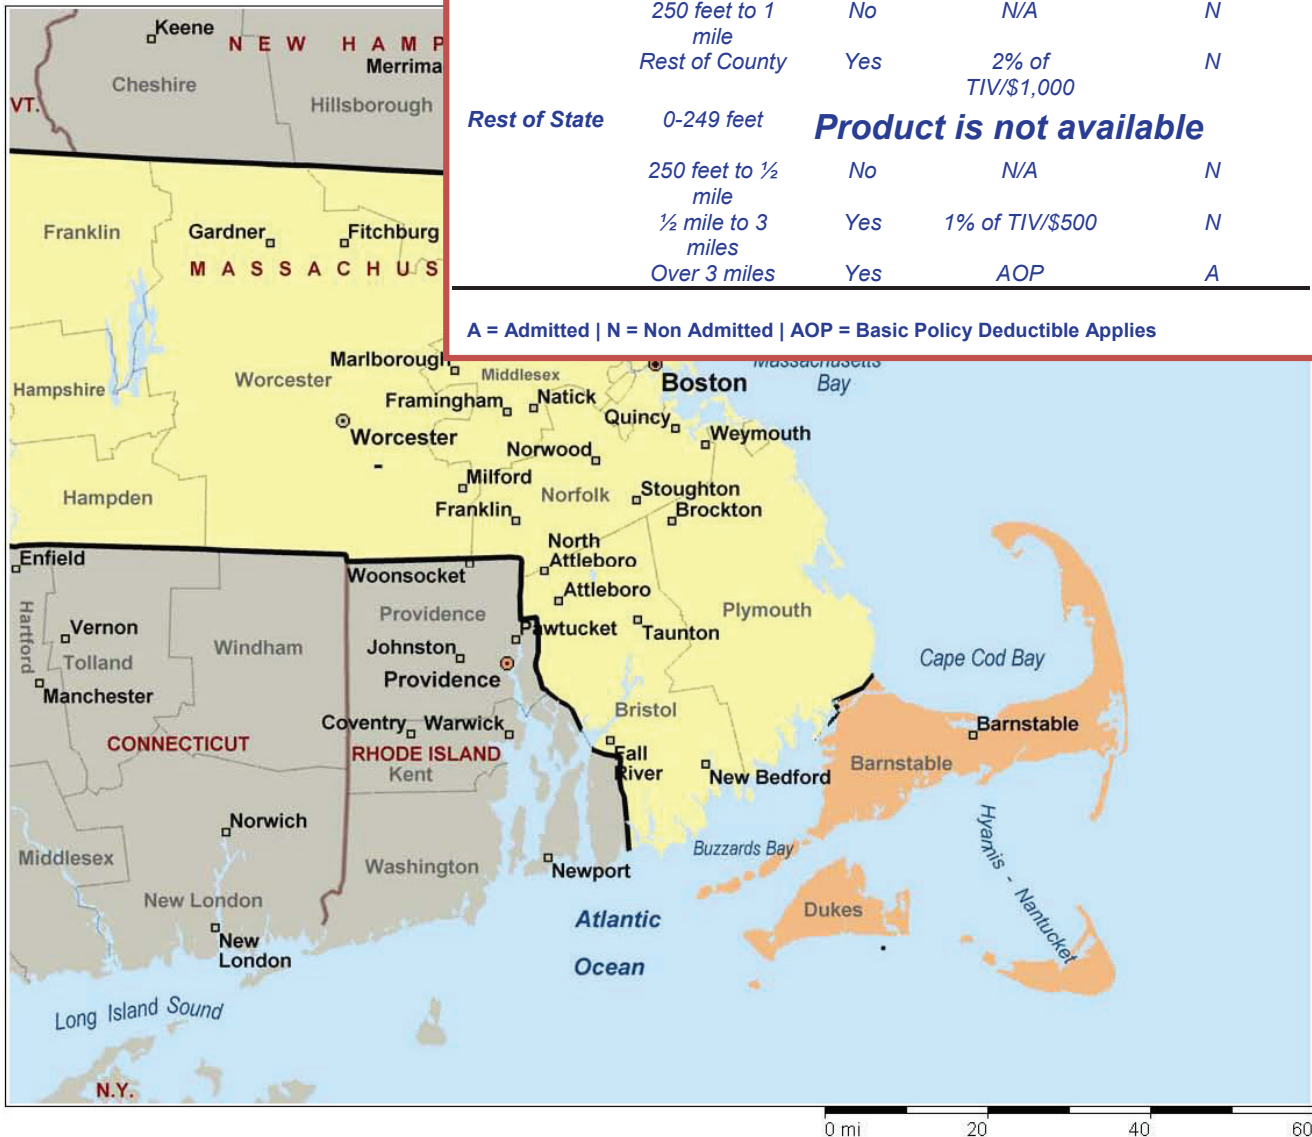 250 feet to 1 mile No N/A N
Rest of County Yes 2% of TIV/$1,000 N
Rest of State 0-249 feet Product is not available
250 feet to ½ mile No N/A N
½ mile to 3 miles Yes 1% of TIV/$500 N
Over 3 miles Yes AOP A
A = Admitted | N = Non Admitted | AOP = Basic Policy Deductible Applies
Keene
NEW HAMP
Merrima
Cheshire
Hillsborough
VT.
Franklin
Gardner
Fitchburg
MASSACHUS
Marlborough
Massachusetts
Bay
Middlesex
Worcester
Hampshire
Boston
Framingham
Natick
Quincy
Worcester
Weymouth
Norwood
Milford
Hampden
Norfolk
Stoughton
Franklin
Brockton
North
Attleboro
Enfield
Woonsocket
Attleboro
Providence
Plymouth
Hartford
Vernon
Pawtucket
Taunton
Windham
Johnston
Tolland
Cape Cod Bay
Providence
Manchester
Bristol
Coventry
Warwick
Barnstable
CONNECTICUT
RHODE ISLAND
Fall
River
Kent
Barnstable
New Bedford
Norwich
Hyannis - Nantucket
Middlesex
Washington
Buzzards Bay
Newport
New London
Dukes
Atlantic
Ocean
New
London
Long Island Sound
N.Y.
0 mi 20 40 60